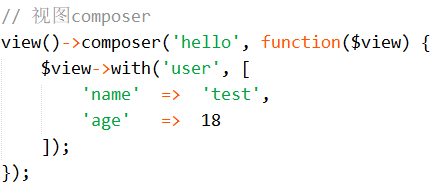 // 视图composer
view()->composer('hello', function($view) {
    $view->with('user', [
        'name'  =>  'test',
        'age'   =>  18
    ]);
});